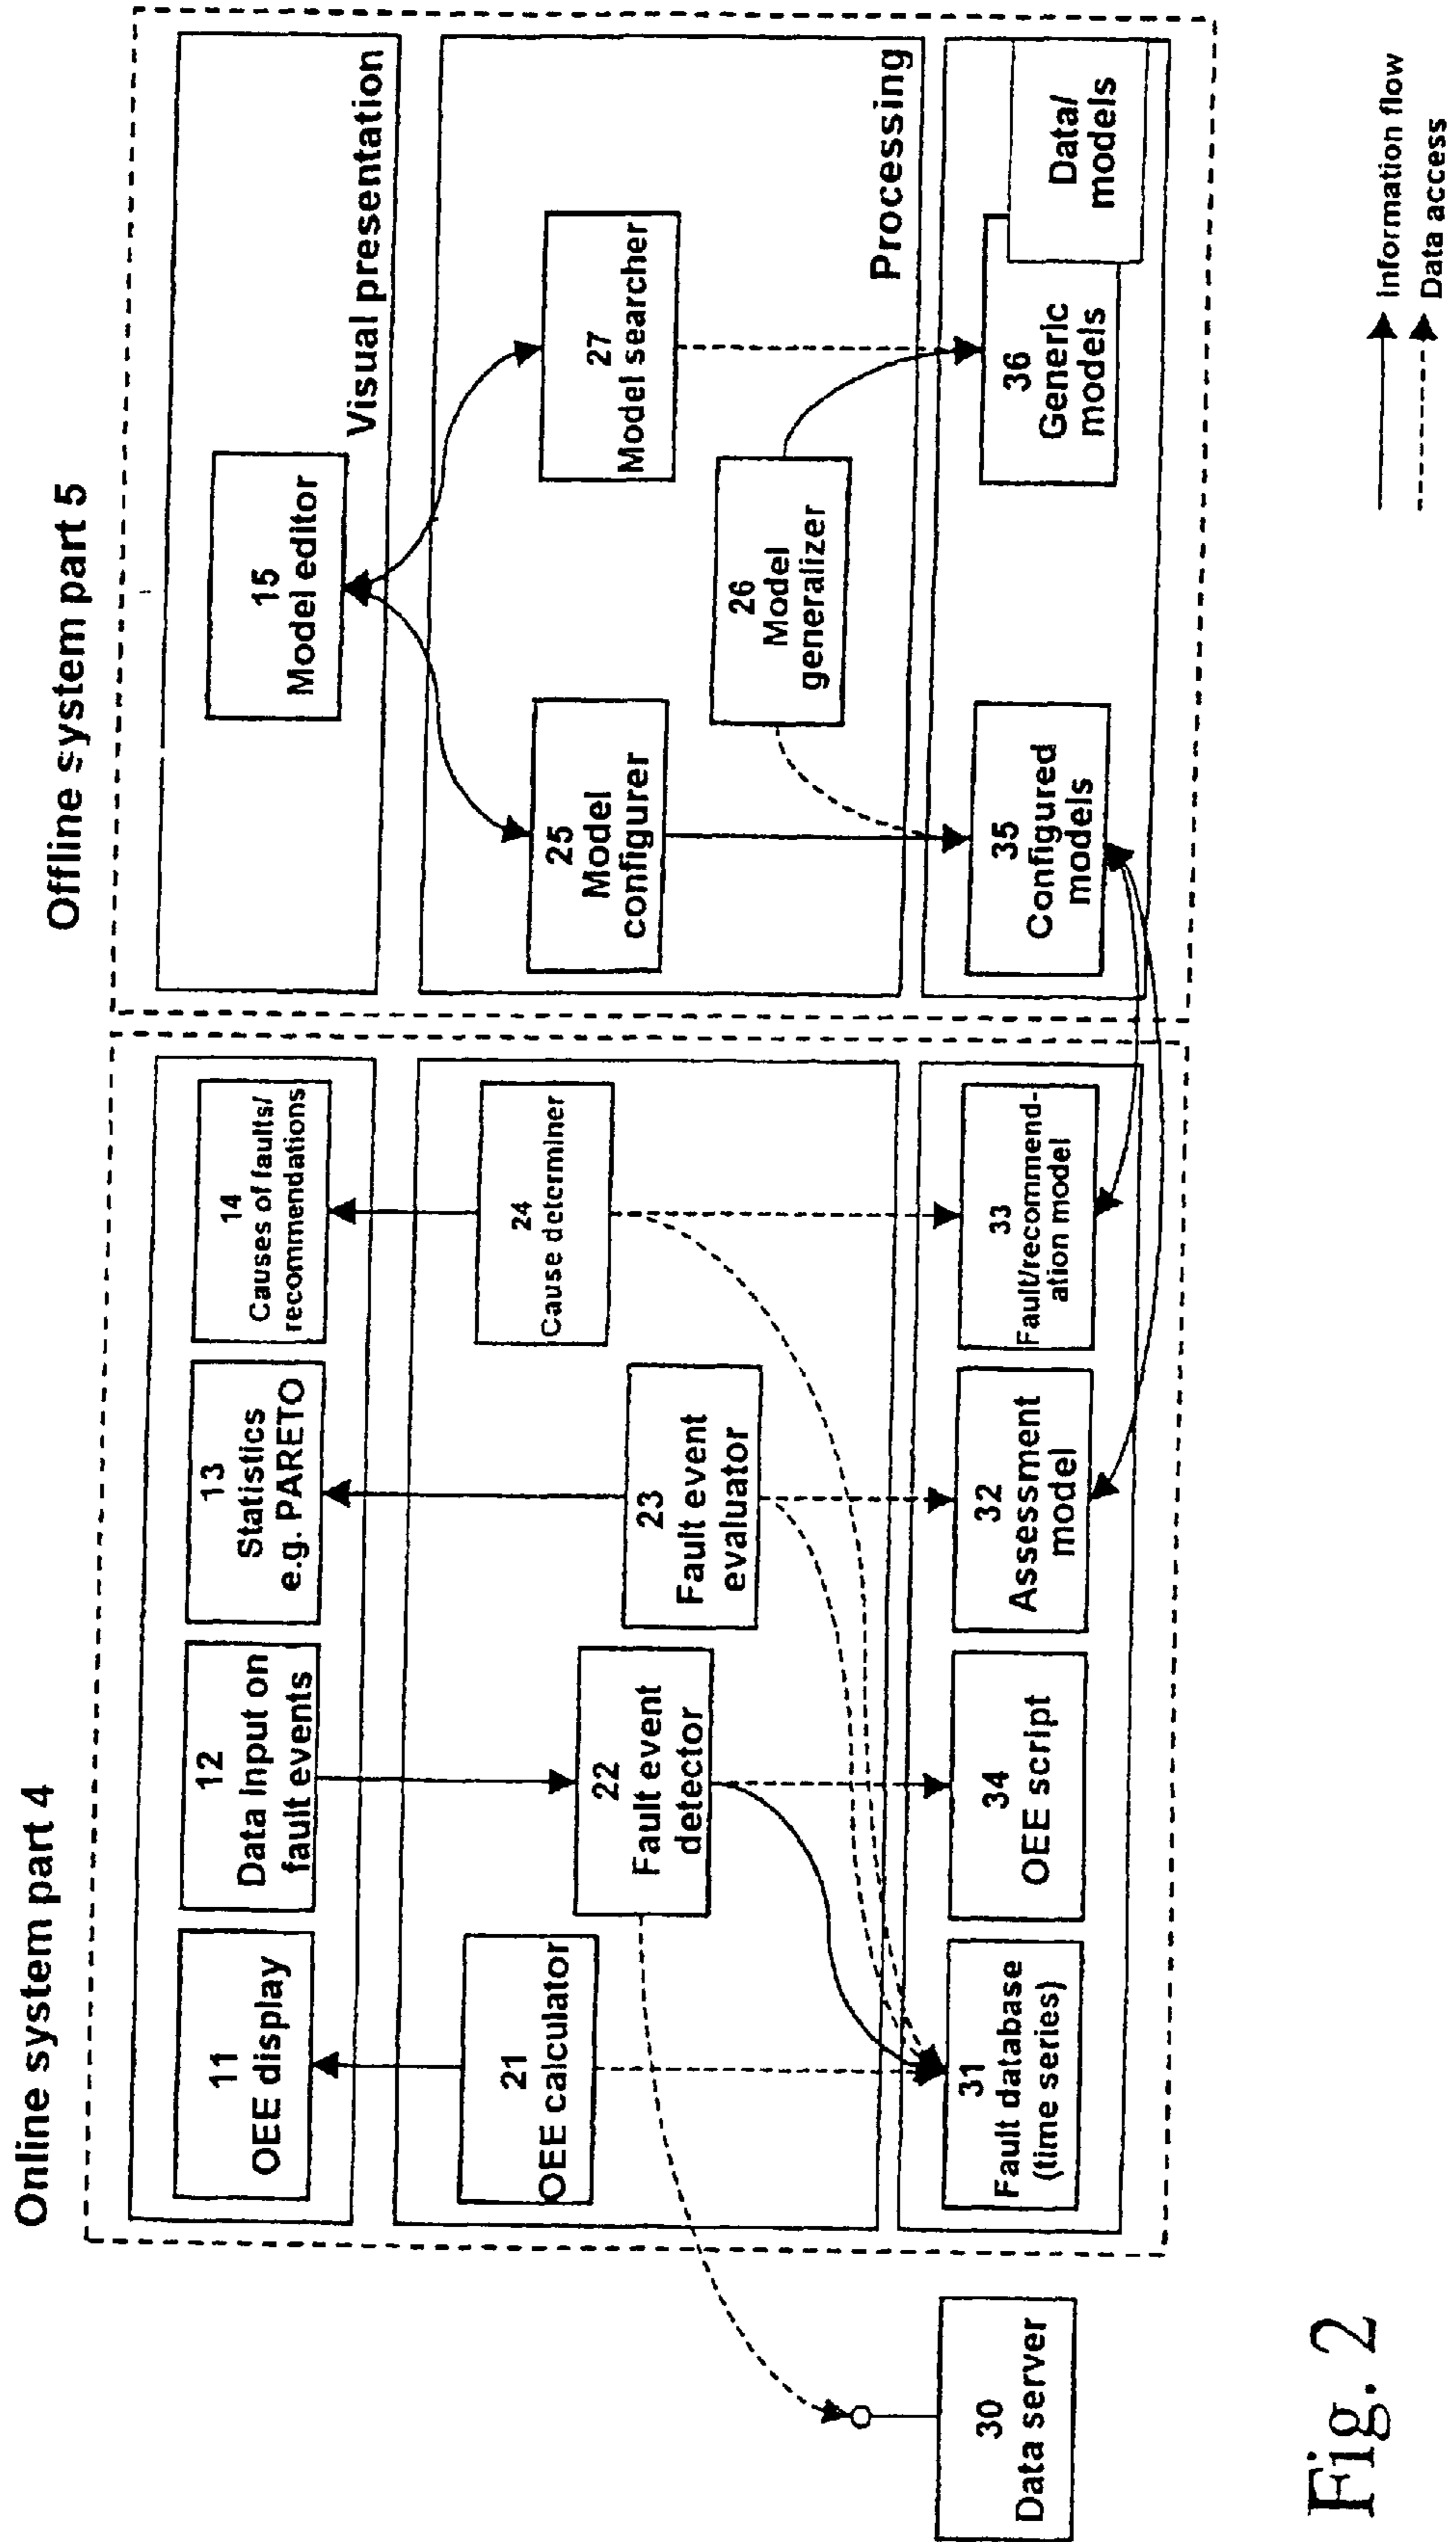 Online system part 4
Offline system part 5
11
OEE display
12
Data input on
fault events
13
Statistics
e.g. PARETO
14
Causes of faults/
recommendations
15
Model editor
Visual presentation
21
OEE calculator
22
Fault event
detector
23
Fault event
evaluator
24
Cause determiner
25
Model
configurer
26
Model
generalizer
27
Model searcher
Processing
30
Data server
31
Fault database
(time series)
34
OEE script
32
Assessment
model
33
Fault/recommend-
ation model
35
Configured
models
36
Generic
models
Data/
models
Information flow
Data access
Fig. 2